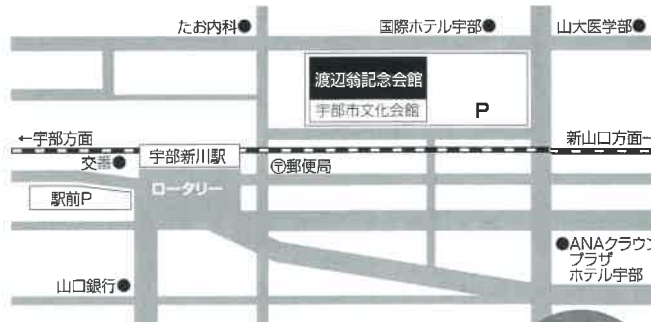 たお内科
国際ホテル宇部
山大医学部
渡辺翁記念会館
宇部市文化会館
P
←宇部方面
新山口方面
交番
宇部新川駅
〶郵便局
駅前P
ロータリー
ANAクラウン
プラザ
ホテル宇部
山口銀行